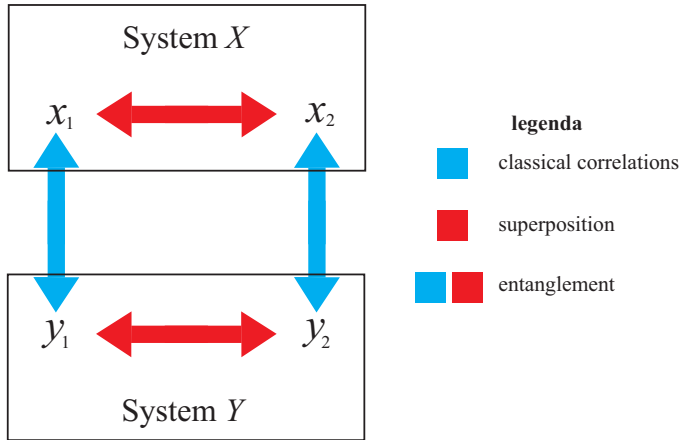 System X
x₁ x₂
legenda
classical correlations
superposition
entanglement
y₁ y₂
System Y